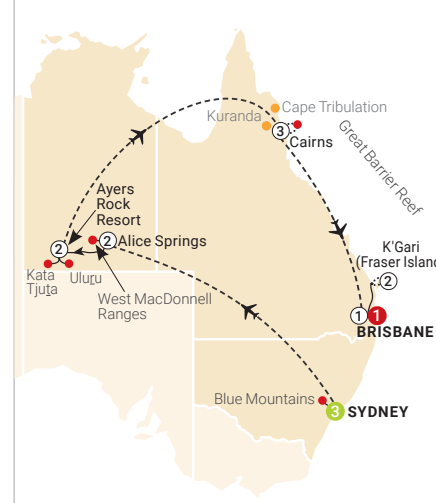 Cape Tribulation
Kuranda
3
Cairns
Great Barrier Reef
Ayers
Rock
Resort
2
2
Alice Springs
Kata
Tjuṯa
Uluṟu
West MacDonnell
Ranges
K'Gari
(Fraser Island
2
1
1
BRISBANE
Blue Mountains
3
SYDNEY